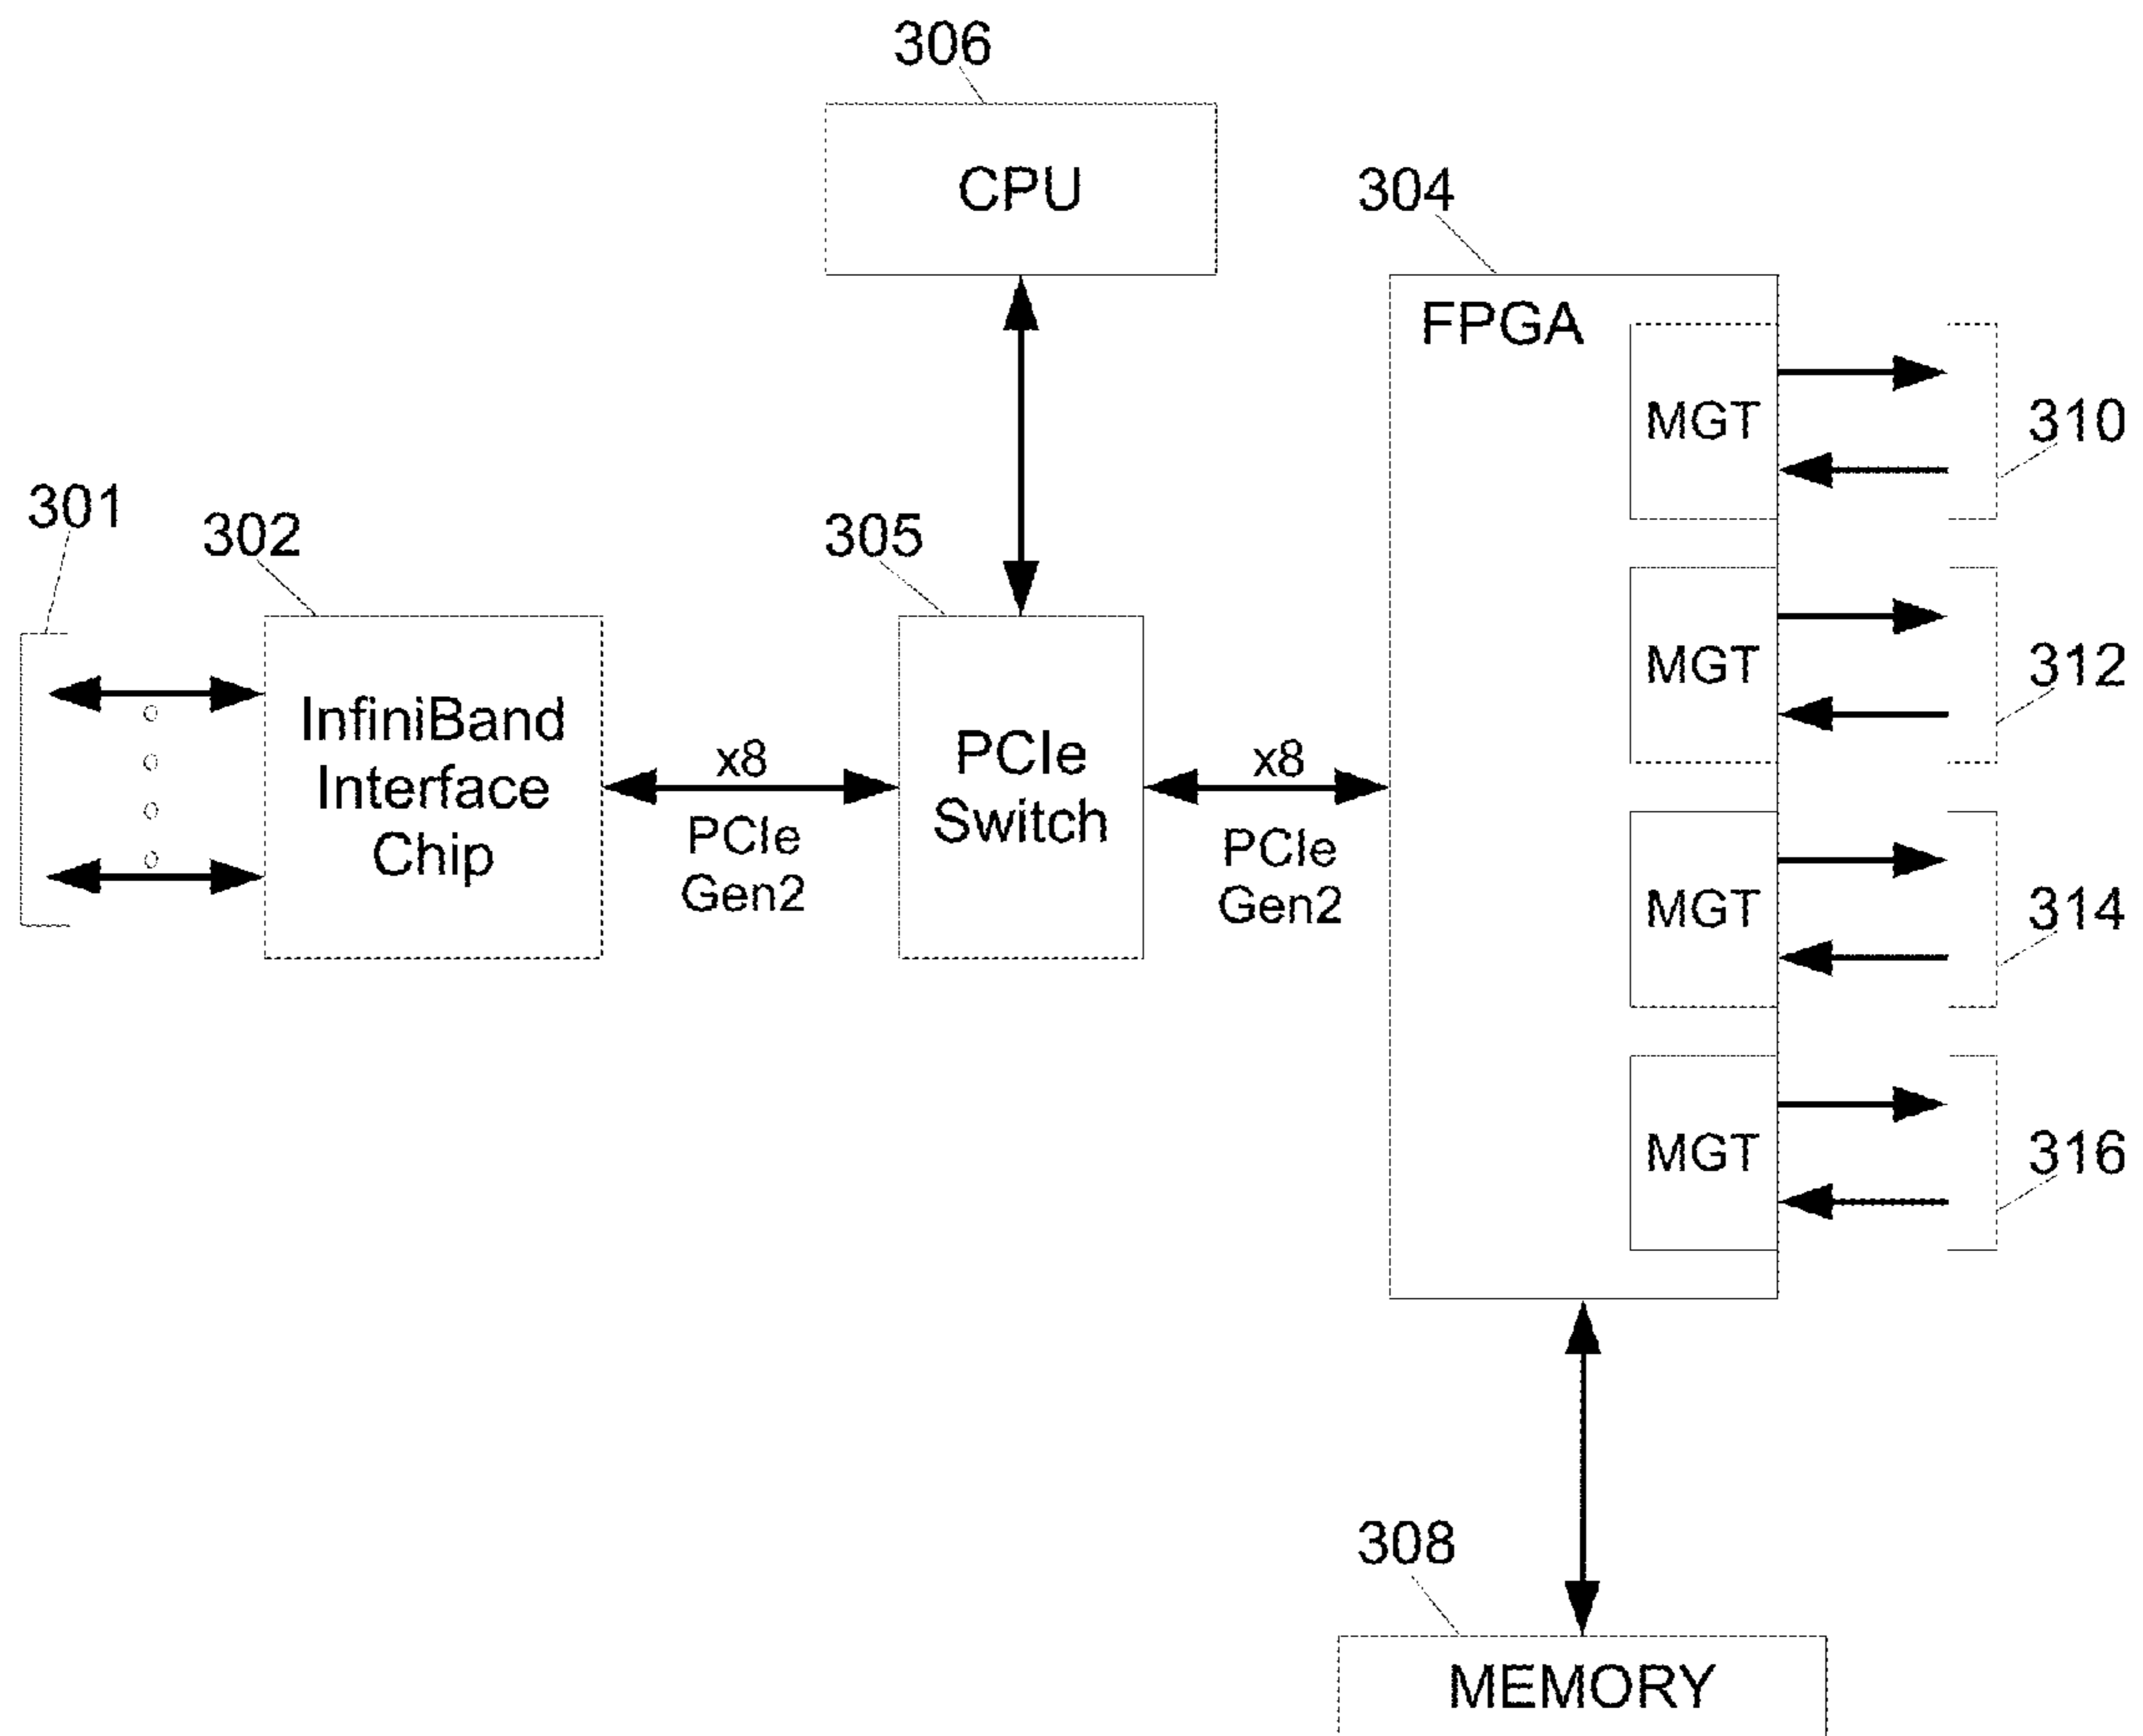 306
CPU
304
FPGA
MGT
310
301
302
305
InfiniBand
Interface
Chip
x8
PCIe
Gen2
PCIe
Switch
x8
PCIe
Gen2
MGT
312
MGT
314
MGT
316
308
MEMORY